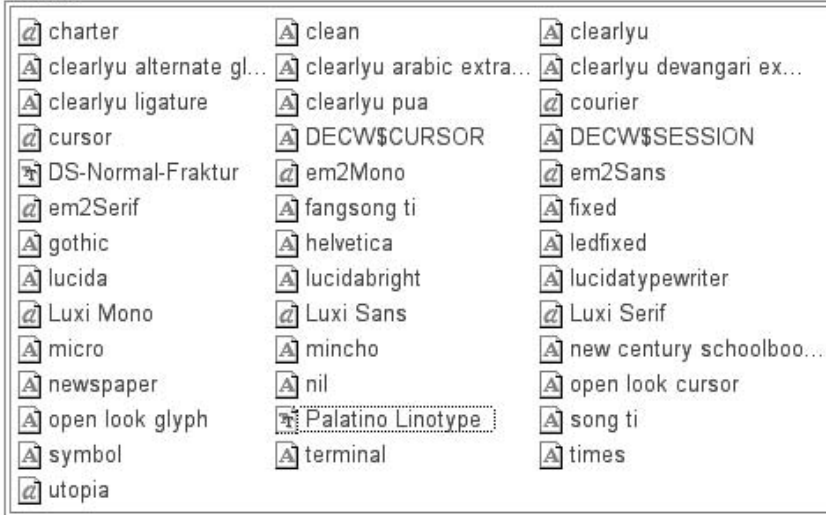 charter clean clearlyu
clearlyu alternate gl... clearlyu arabic extra... clearlyu devangari ex...
clearlyu ligature clearlyu pua courier
cursor DECW$CURSOR DECW$SESSION
DS-Normal-Fraktur em2Mono em2Sans
em2Serif fangsong ti fixed
gothic helvetica ledfixed
lucida lucidabright lucidatypewriter
Luxi Mono Luxi Sans Luxi Serif
micro mincho new century schoolboo...
newspaper nil open look cursor
open look glyph Palatino Linotype song ti
symbol terminal times
utopia